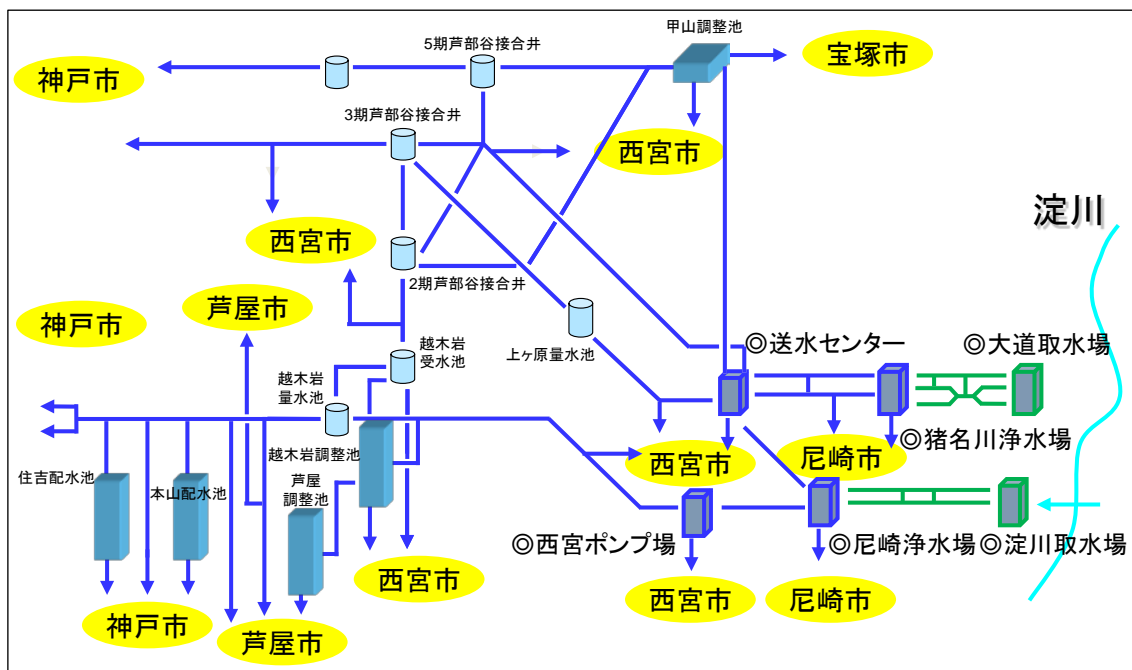 甲山調整池
5期芦部谷接合井
宝塚市
神戸市
3期芦部谷接合井
西宮市
淀川
西宮市
2期芦部谷接合井
芦屋市
神戸市
越木岩
受水池
上ヶ原量水池
◎送水センター
◎大道取水場
越木岩
量水池
◎猪名川浄水場
尼崎市
西宮市
越木岩調整池
住吉配水池
本山配水池
芦屋
調整池
◎西宮ポンプ場
◎尼崎浄水場
◎淀川取水場
西宮市
西宮市
尼崎市
神戸市
芦屋市